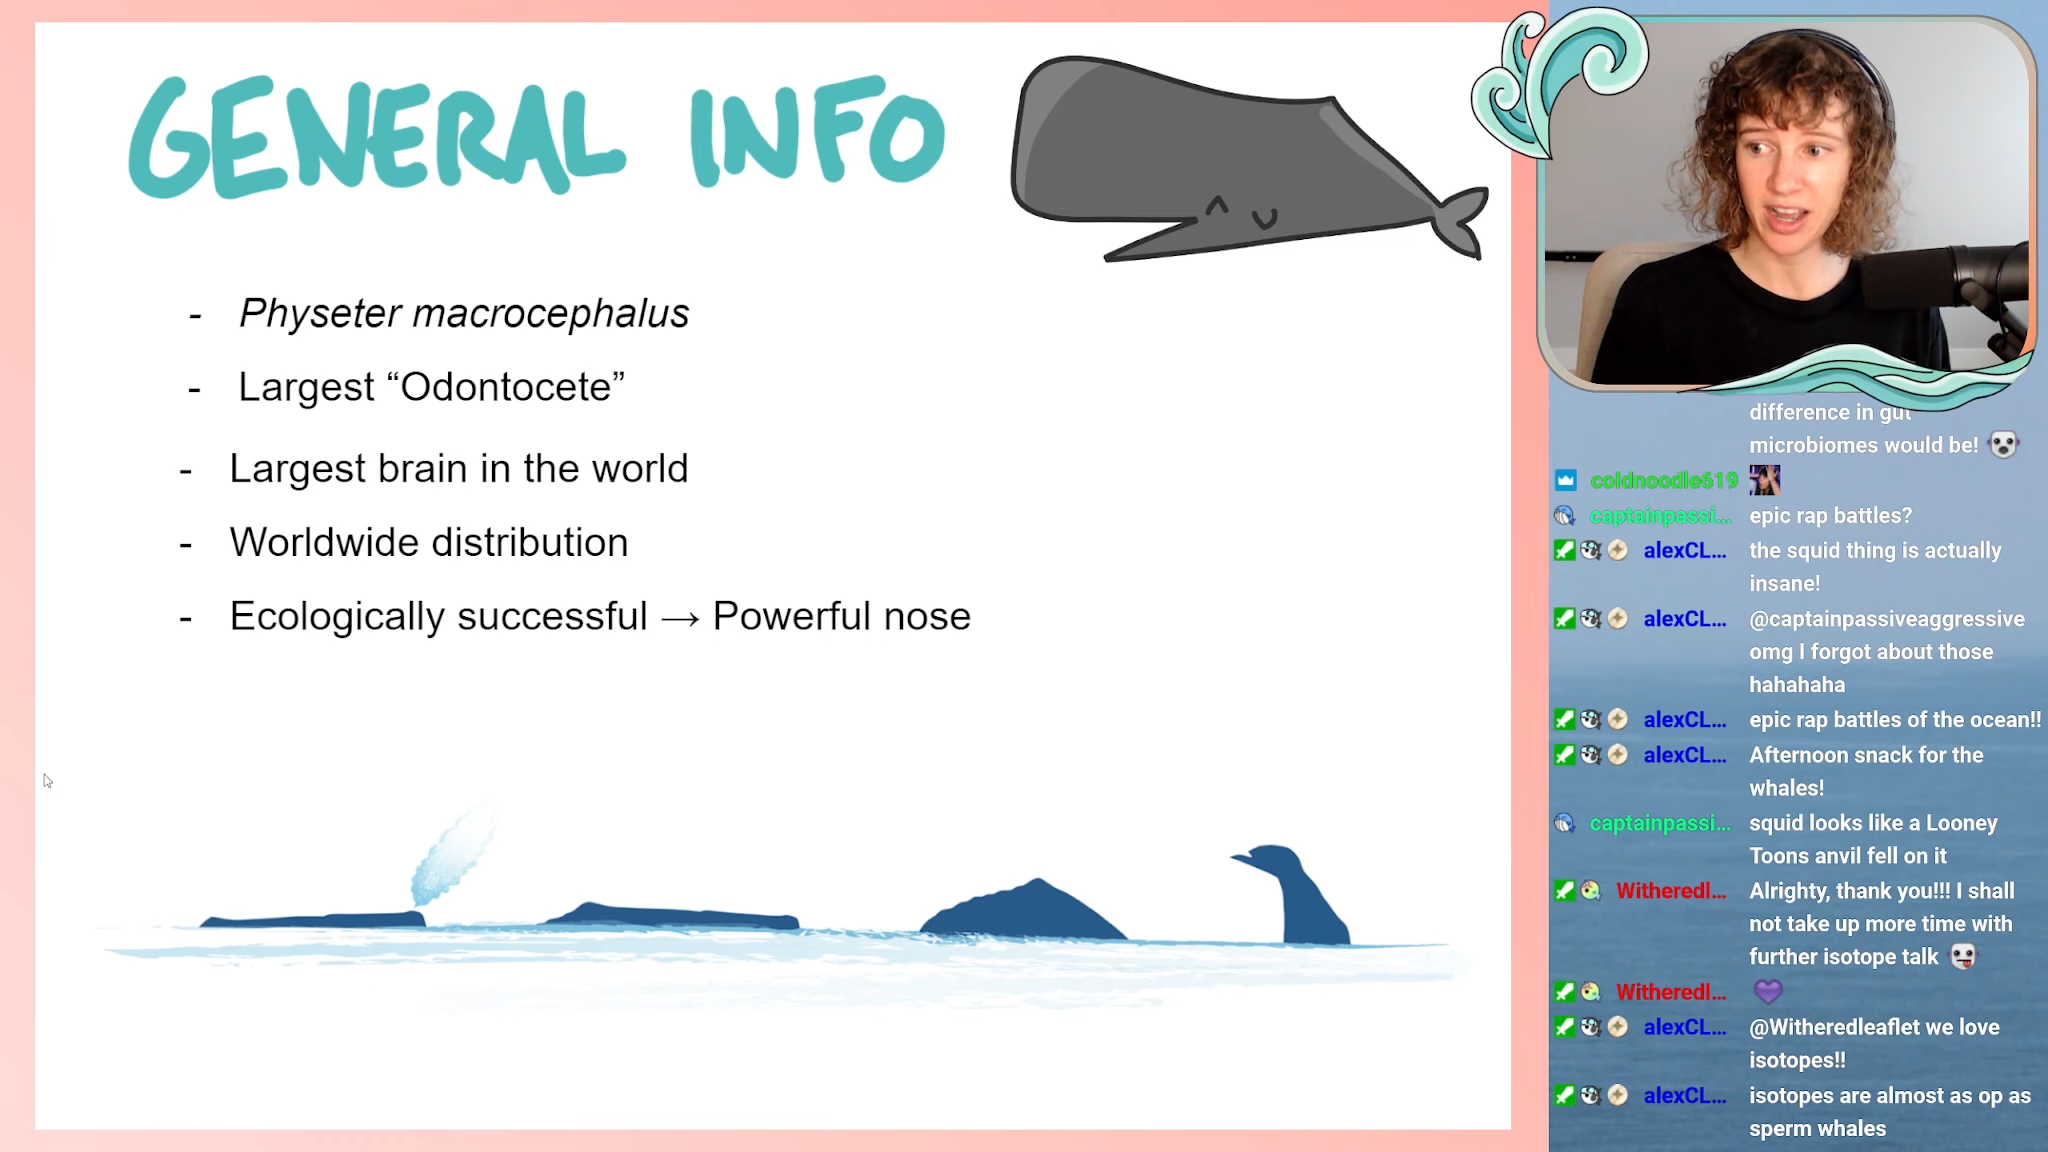 GENERAL INFO
- Physeter macrocephalus
- Largest “Odontocete”
- Largest brain in the world
- Worldwide distribution
- Ecologically successful → Powerful nose
difference in gut
microbiomes would be!
coldnoodle619
captainpassi... epic rap battles?
alexCL... the squid thing is actually
insane!
alexCL... @captainpassiveaggressive
omg I forgot about those
hahahaha
alexCL... epic rap battles of the ocean!!
alexCL... Afternoon snack for the
whales!
captainpassi... squid looks like a Looney
Toons anvil fell on it
Witheredl... Alrighty, thank you!!! I shall
not take up more time with
further isotope talk
Witheredl...
alexCL... @Witheredleaflet we love
isotopes!!
alexCL... isotopes are almost as op as
sperm whales